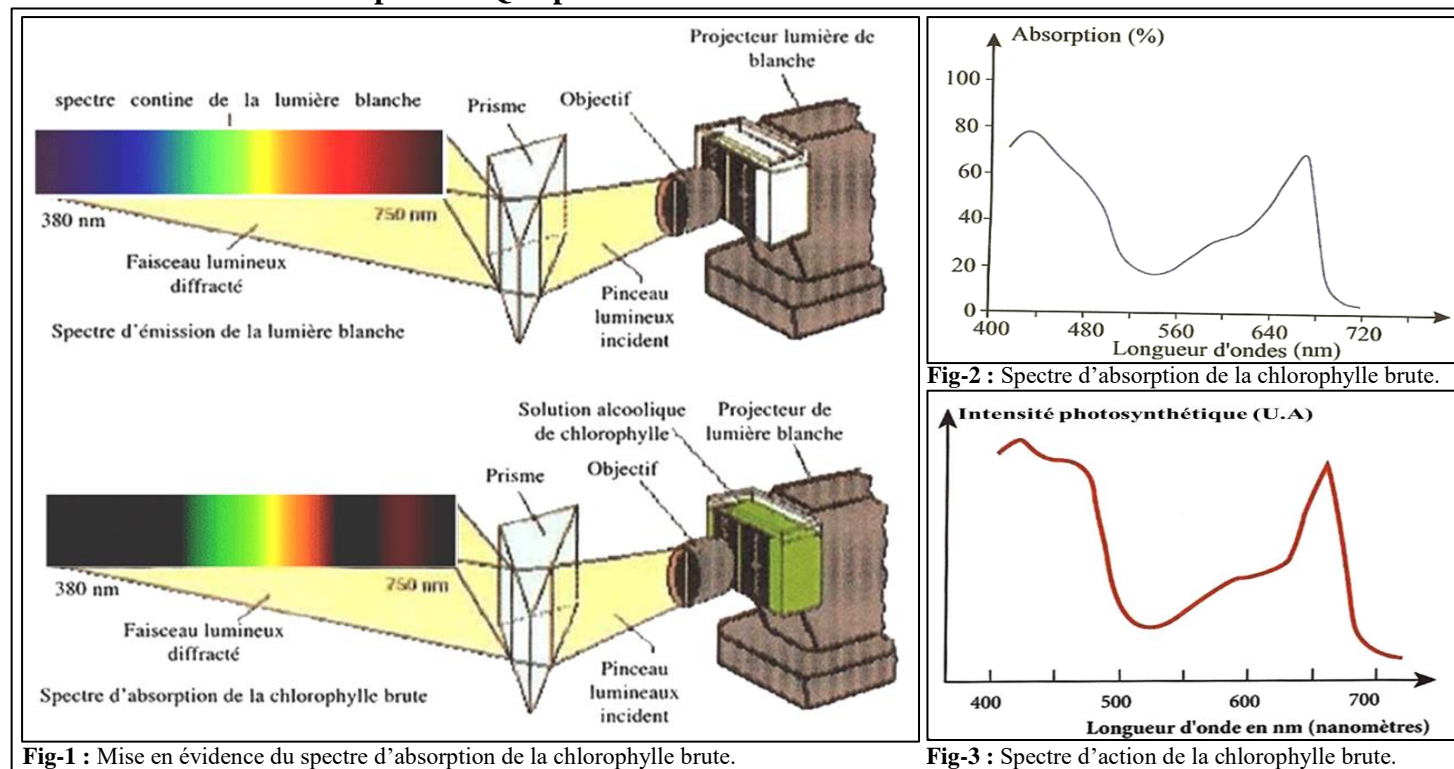 Projecteur lumière de
blanche
spectre contine de la lumière blanche
Prisme
Objectif
380 nm
750 nm
Faisceau lumineux
diffracté
Pinceau
lumineux
incident
Spectre d'émission de la lumière blanche
Solution alcoolique
de chlorophylle
Projecteur de
lumière blanche
Prisme
Objectif
380 nm
750 nm
Faisceau lumineux
diffracté
Pinceau
lumineaux
incident
Spectre d'absorption de la chlorophylle brute
Fig-1 : Mise en évidence du spectre d'absorption de la chlorophylle brute.
Absorption (%)
100
80
60
40
20
0
400 480 560 640 720
Longueur d'ondes (nm)
Fig-2 : Spectre d'absorption de la chlorophylle brute.
Intensité photosynthétique (U.A)
400 500 600 700
Longueur d'onde en nm (nanomètres)
Fig-3 : Spectre d'action de la chlorophylle brute.